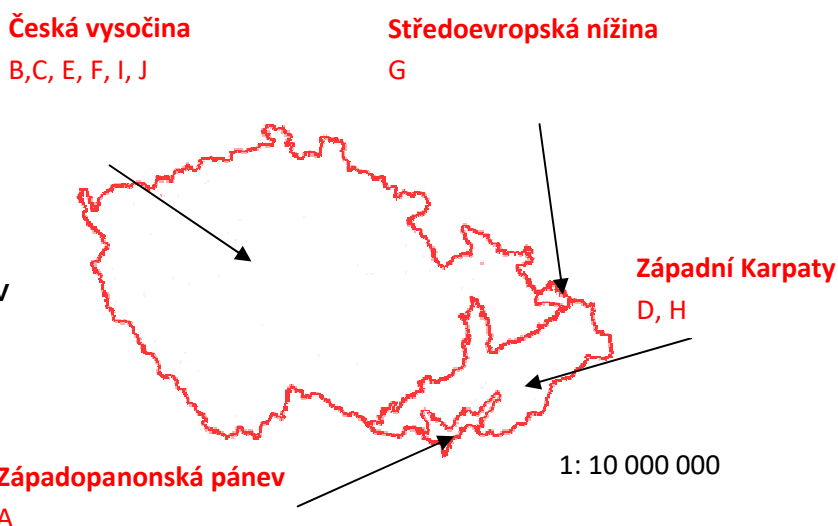 Česká vysočina
B,C, E, F, I, J
Středoevropská nížina
G
Západní Karpaty
D, H
v
Západopanonská pánev
A
1: 10 000 000